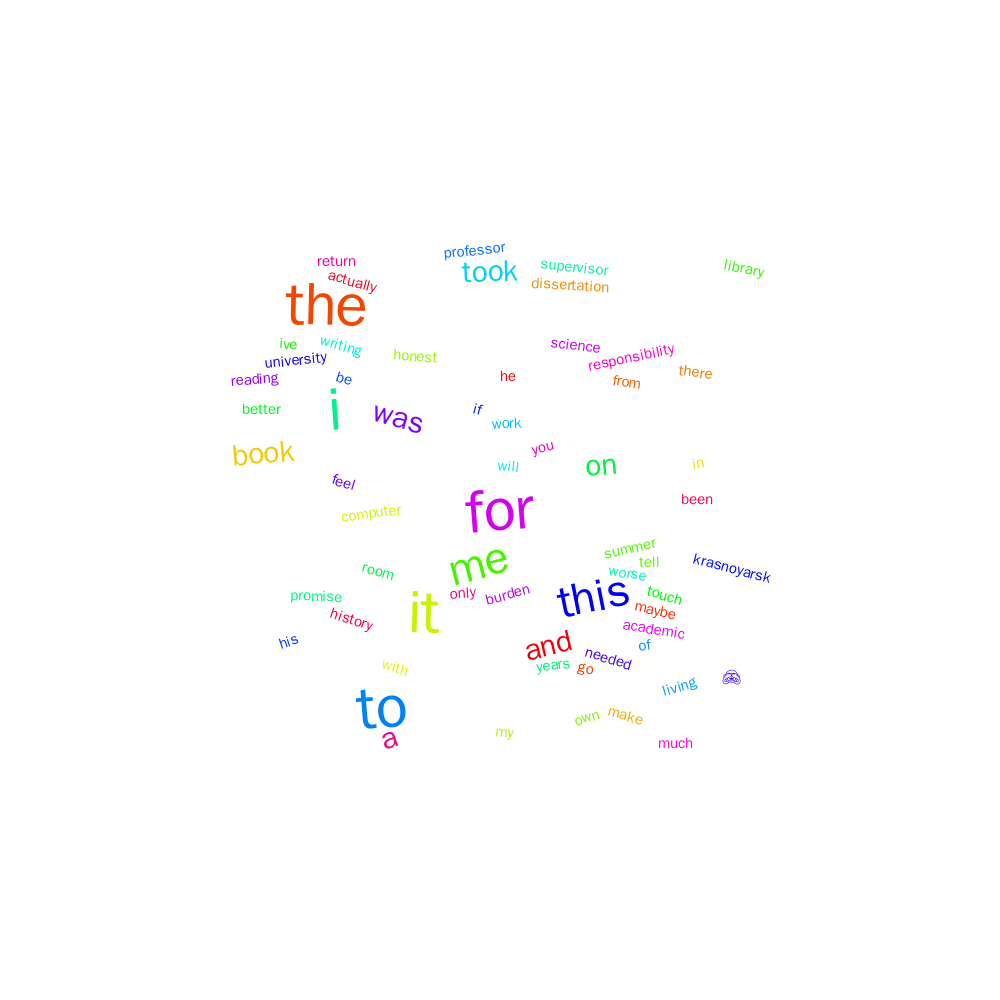 professor
return
took
supervisor
library
actually
dissertation
the
ive
writing
science
university
honest
responsibility
reading
be
he
from
there
better
i
was
if
work
book
you
will
on
in
feel
computer
for
been
me
summer
tell
krasnoyarsk
room
worse
promise
it
only
burden
this
touch
history
maybe
academic
his
and
of
with
years
needed
go
living
to
own
make
a
my
much